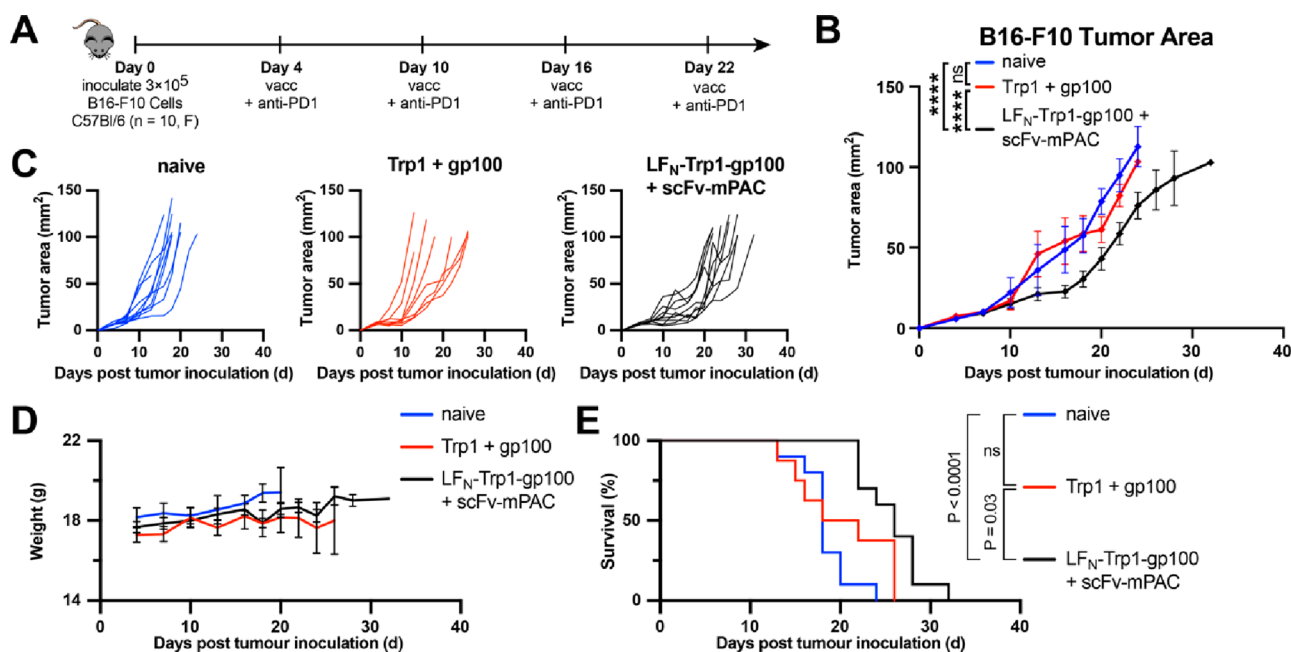 A
Day 0
inoculate 3×10⁵
B16-F10 Cells
C57Bl/6 (n = 10, F)
Day 4
vacc
+ anti-PD1
Day 10
vacc
+ anti-PD1
Day 16
vacc
+ anti-PD1
Day 22
vacc
+ anti-PD1
B
B16-F10 Tumor Area
naive
Trp1 + gp100
LFN-Trp1-gp100 +
scFv-mPAC
****
ns
****
Tumor area (mm²)
150
100
50
0
0 10 20 30 40
Days post tumour inoculation (d)
C
naive
Tumor area (mm²)
150
100
50
0
0 10 20 30 40
Days post tumor inoculation (d)
Trp1 + gp100
Tumor area (mm²)
150
100
50
0
0 10 20 30 40
Days post tumor inoculation (d)
LFN-Trp1-gp100
+ scFv-mPAC
Tumor area (mm²)
150
100
50
0
0 10 20 30 40
Days post tumor inoculation (d)
D
Weight (g)
22
18
14
0 10 20 30 40
Days post tumour inoculation (d)
naive
Trp1 + gp100
LFN-Trp1-gp100
+ scFv-mPAC
E
Survival (%)
100
50
0
0 10 20 30 40
Days post tumour inoculation (d)
naive
Trp1 + gp100
LFN-Trp1-gp100
+ scFv-mPAC
P < 0.0001
ns
P = 0.03